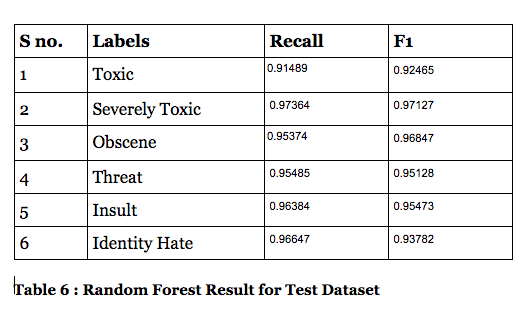 S no. Labels Recall F1
1 Toxic 0.91489 0.92465
2 Severely Toxic 0.97364 0.97127
3 Obscene 0.95374 0.96847
4 Threat 0.95485 0.95128
5 Insult 0.96384 0.95473
6 Identity Hate 0.96647 0.93782
Table 6 : Random Forest Result for Test Dataset